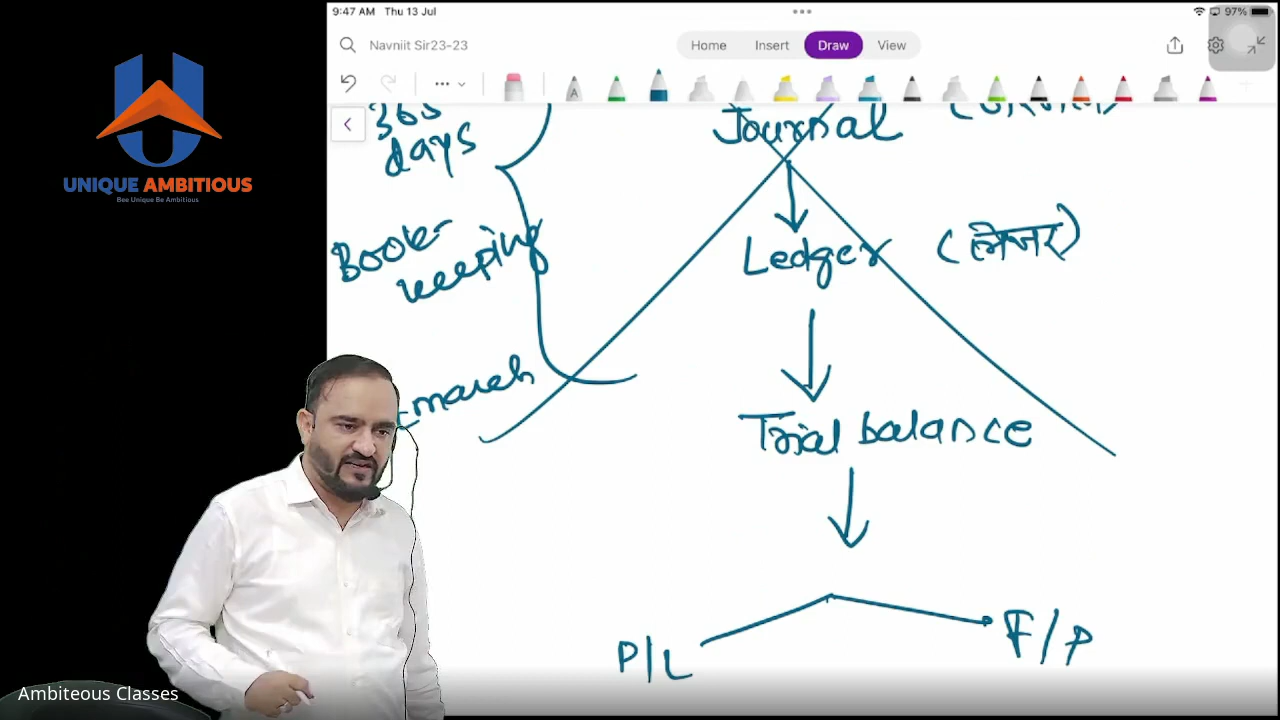 9:47 AM Thu 13 Jul
97%
Navniit Sir23-23
Home Insert Draw View
A
UNIQUE AMBITIOUS
Bee Unique Be Ambitious
365
days
Journal
Book-
keeping
Ledger (लेजर)
march
Trial balance
P/L
F/P
Ambiteous Classes